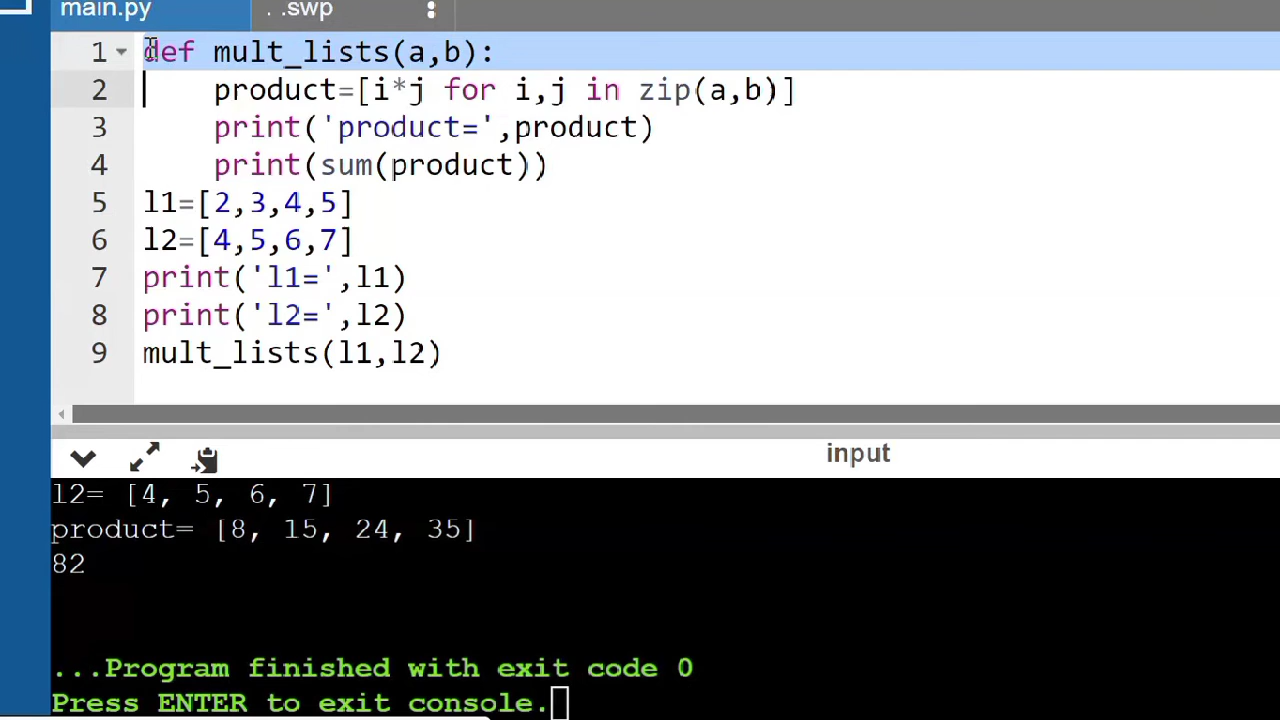 main.py
.swp
1 def mult_lists(a,b):
2 product=[i*j for i,j in zip(a,b)]
3 print('product=',product)
4 print(sum(product))
5 l1=[2,3,4,5]
6 l2=[4,5,6,7]
7 print('l1=',l1)
8 print('l2=',l2)
9 mult_lists(l1,l2)
input
l2= [4, 5, 6, 7]
product= [8, 15, 24, 35]
82
...Program finished with exit code 0
Press ENTER to exit console.